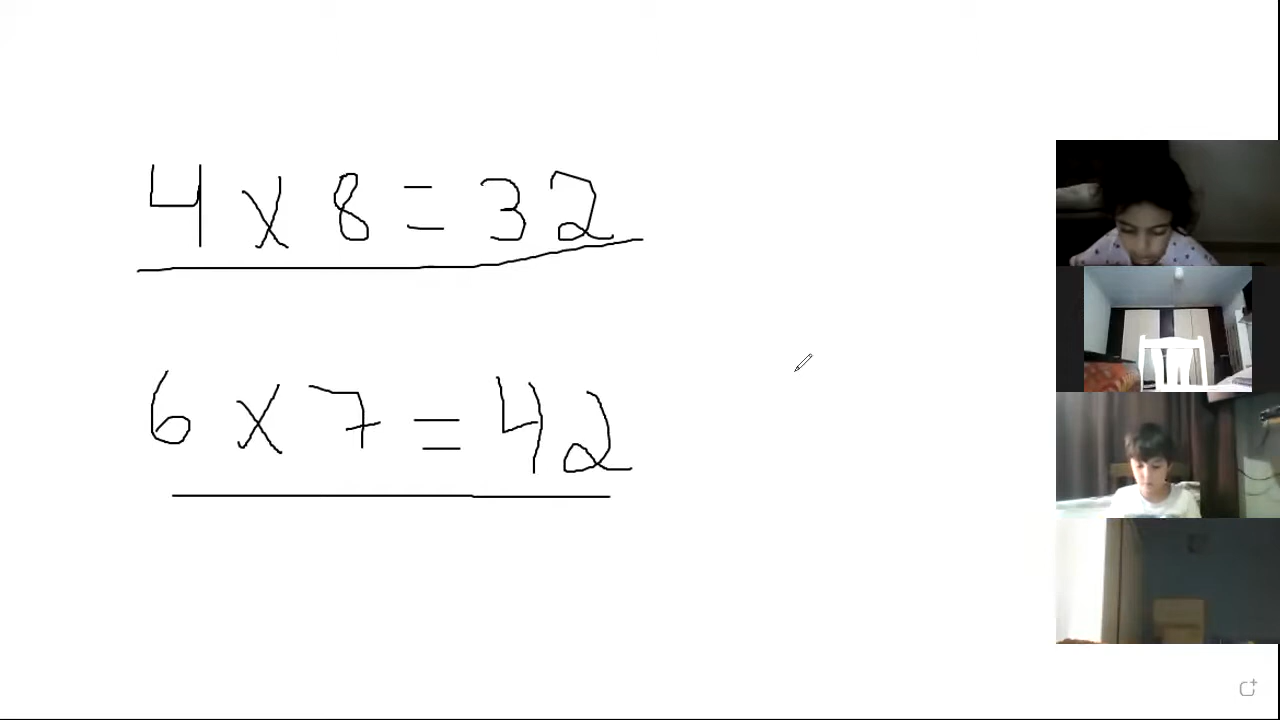 4 x 8 = 32
6 x 7 = 42